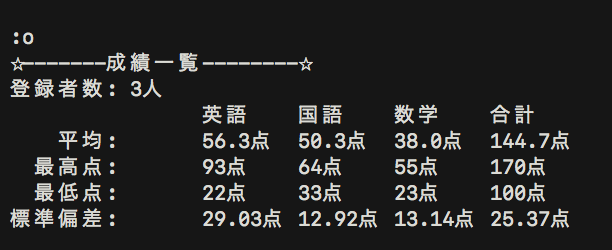 :o
☆-------成績一覧--------☆
登録者数: 3人
英語 国語 数学 合計
平均: 56.3点 50.3点 38.0点 144.7点
最高点: 93点 64点 55点 170点
最低点: 22点 33点 23点 100点
標準偏差: 29.03点 12.92点 13.14点 25.37点